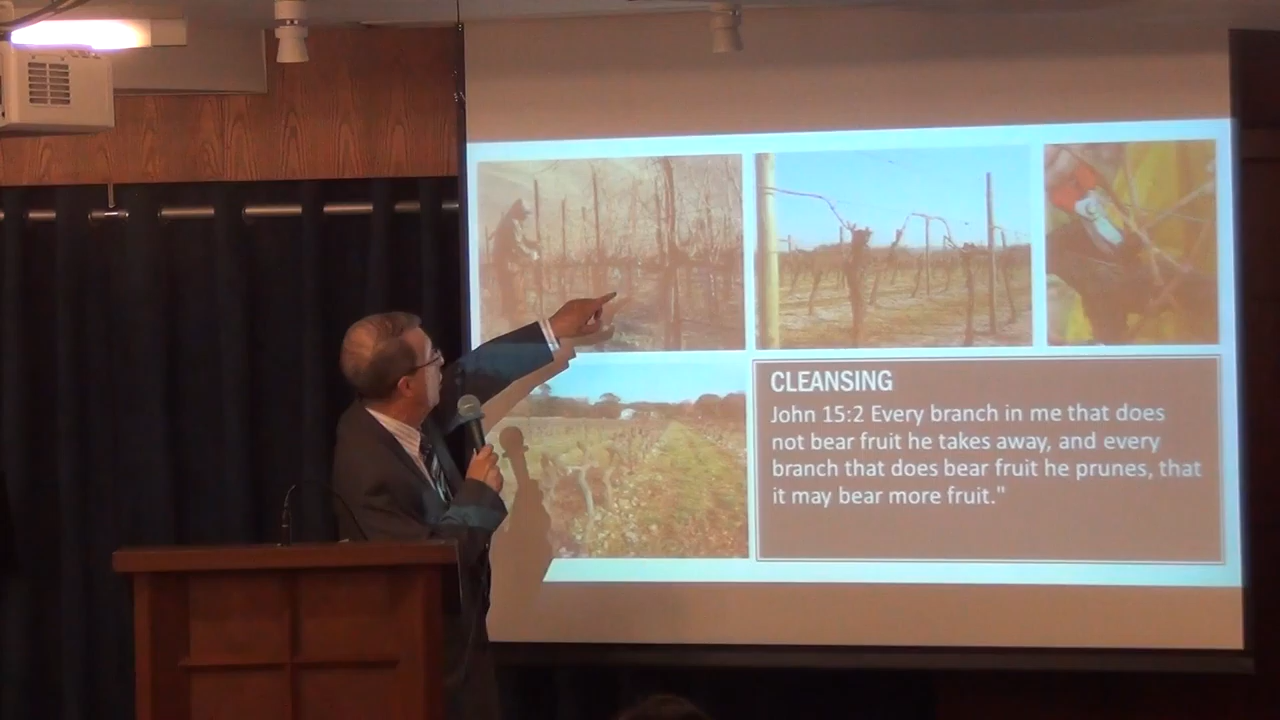 CLEANSING
John 15:2 Every branch in me that does
not bear fruit he takes away, and every
branch that does bear fruit he prunes, that
it may bear more fruit."